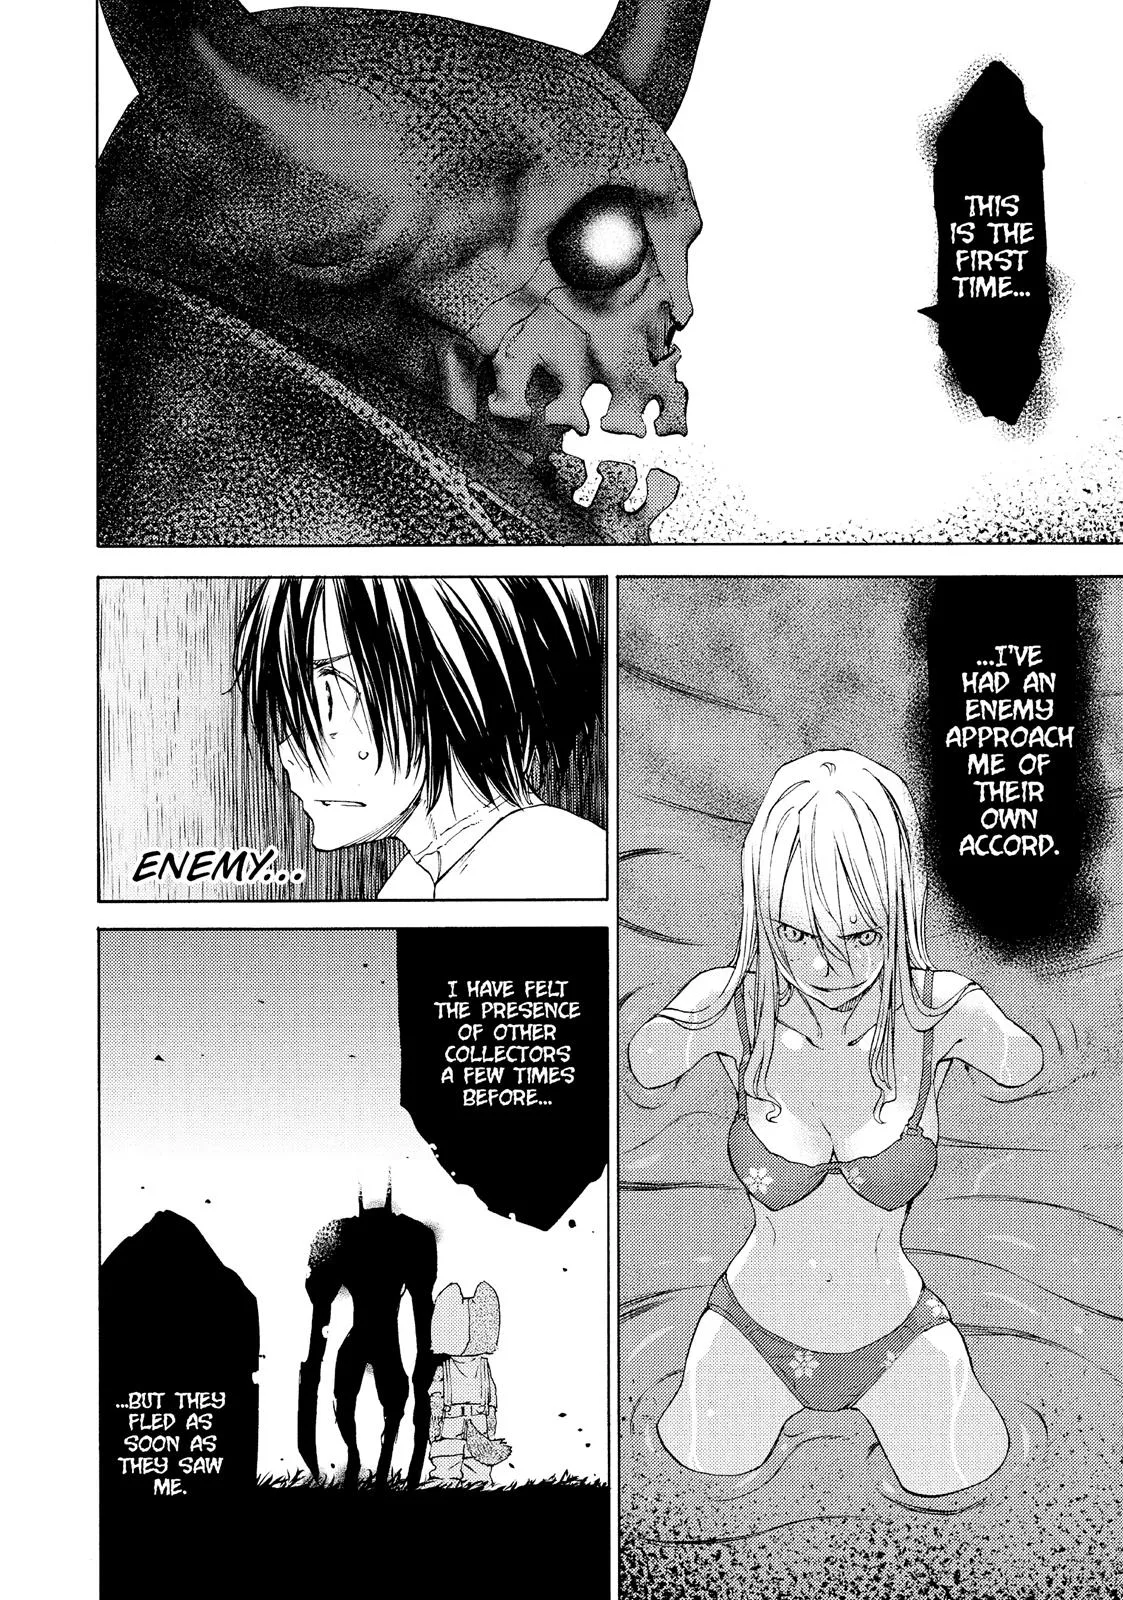 THIS
IS THE
FIRST
TIME...
...I'VE
HAD AN
ENEMY
APPROACH
ME OF
THEIR
OWN
ACCORD.
ENEMY...
I HAVE FELT
THE PRESENCE
OF OTHER
COLLECTORS
A FEW TIMES
BEFORE...
...BUT THEY
FLED AS
SOON AS
THEY SAW
ME.